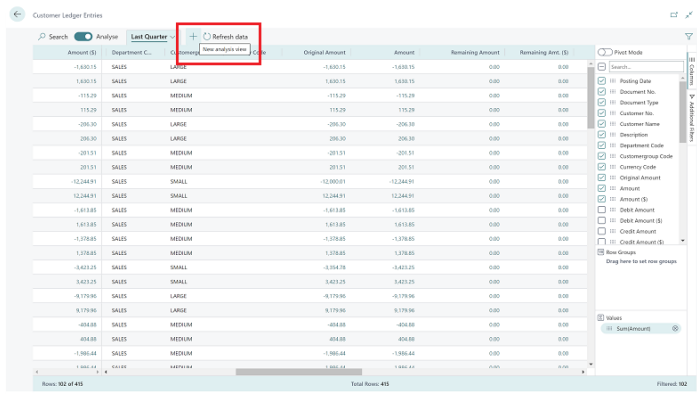 Customer Ledger Entries
Search Analyse Last Quarter + Refresh data
New analysis view
Amount ($) Department C... Customergroup Code Original Amount Amount Remaining Amount Remaining Amt. ($)
-1,630.15 SALES LARGE -1,630.15 -1,630.15 0.00 0.00
1,630.15 SALES LARGE 1,630.15 1,630.15 0.00 0.00
-115.29 SALES MEDIUM -115.29 -115.29 0.00 0.00
115.29 SALES MEDIUM 115.29 115.29 0.00 0.00
-206.30 SALES LARGE -206.30 -206.30 0.00 0.00
206.30 SALES LARGE 206.30 206.30 0.00 0.00
-201.51 SALES MEDIUM -201.51 -201.51 0.00 0.00
201.51 SALES MEDIUM 201.51 201.51 0.00 0.00
-12,244.91 SALES SMALL -12,000.01 -12,244.91 0.00 0.00
12,244.91 SALES SMALL 12,244.91 12,244.91 0.00 0.00
-1,613.85 SALES MEDIUM -1,613.85 -1,613.85 0.00 0.00
1,613.85 SALES MEDIUM 1,613.85 1,613.85 0.00 0.00
-1,378.85 SALES MEDIUM -1,378.85 -1,378.85 0.00 0.00
1,378.85 SALES MEDIUM 1,378.85 1,378.85 0.00 0.00
-3,423.25 SALES SMALL -3,354.78 -3,423.25 0.00 0.00
3,423.25 SALES SMALL 3,423.25 3,423.25 0.00 0.00
-9,179.96 SALES LARGE -9,179.96 -9,179.96 0.00 0.00
9,179.96 SALES LARGE 9,179.96 9,179.96 0.00 0.00
-404.88 SALES MEDIUM -404.88 -404.88 0.00 0.00
404.88 SALES MEDIUM 404.88 404.88 0.00 0.00
-1,986.44 SALES MEDIUM -1,986.44 -1,986.44 0.00 0.00
1,986.44 SALES MEDIUM 1,986.44 1,986.44 0.00 0.00
Rows: 102 of 415 Total Rows: 415 Filtered: 102
Pivot Mode
Search...
Posting Date
Document No.
Document Type
Customer No.
Customer Name
Description
Department Code
Customergroup Code
Currency Code
Original Amount
Amount
Amount ($)
Debit Amount
Debit Amount ($)
Credit Amount
Credit Amount ($)
Row Groups
Drag here to set row groups
Values
Sum(Amount)
Columns
Additional Filters